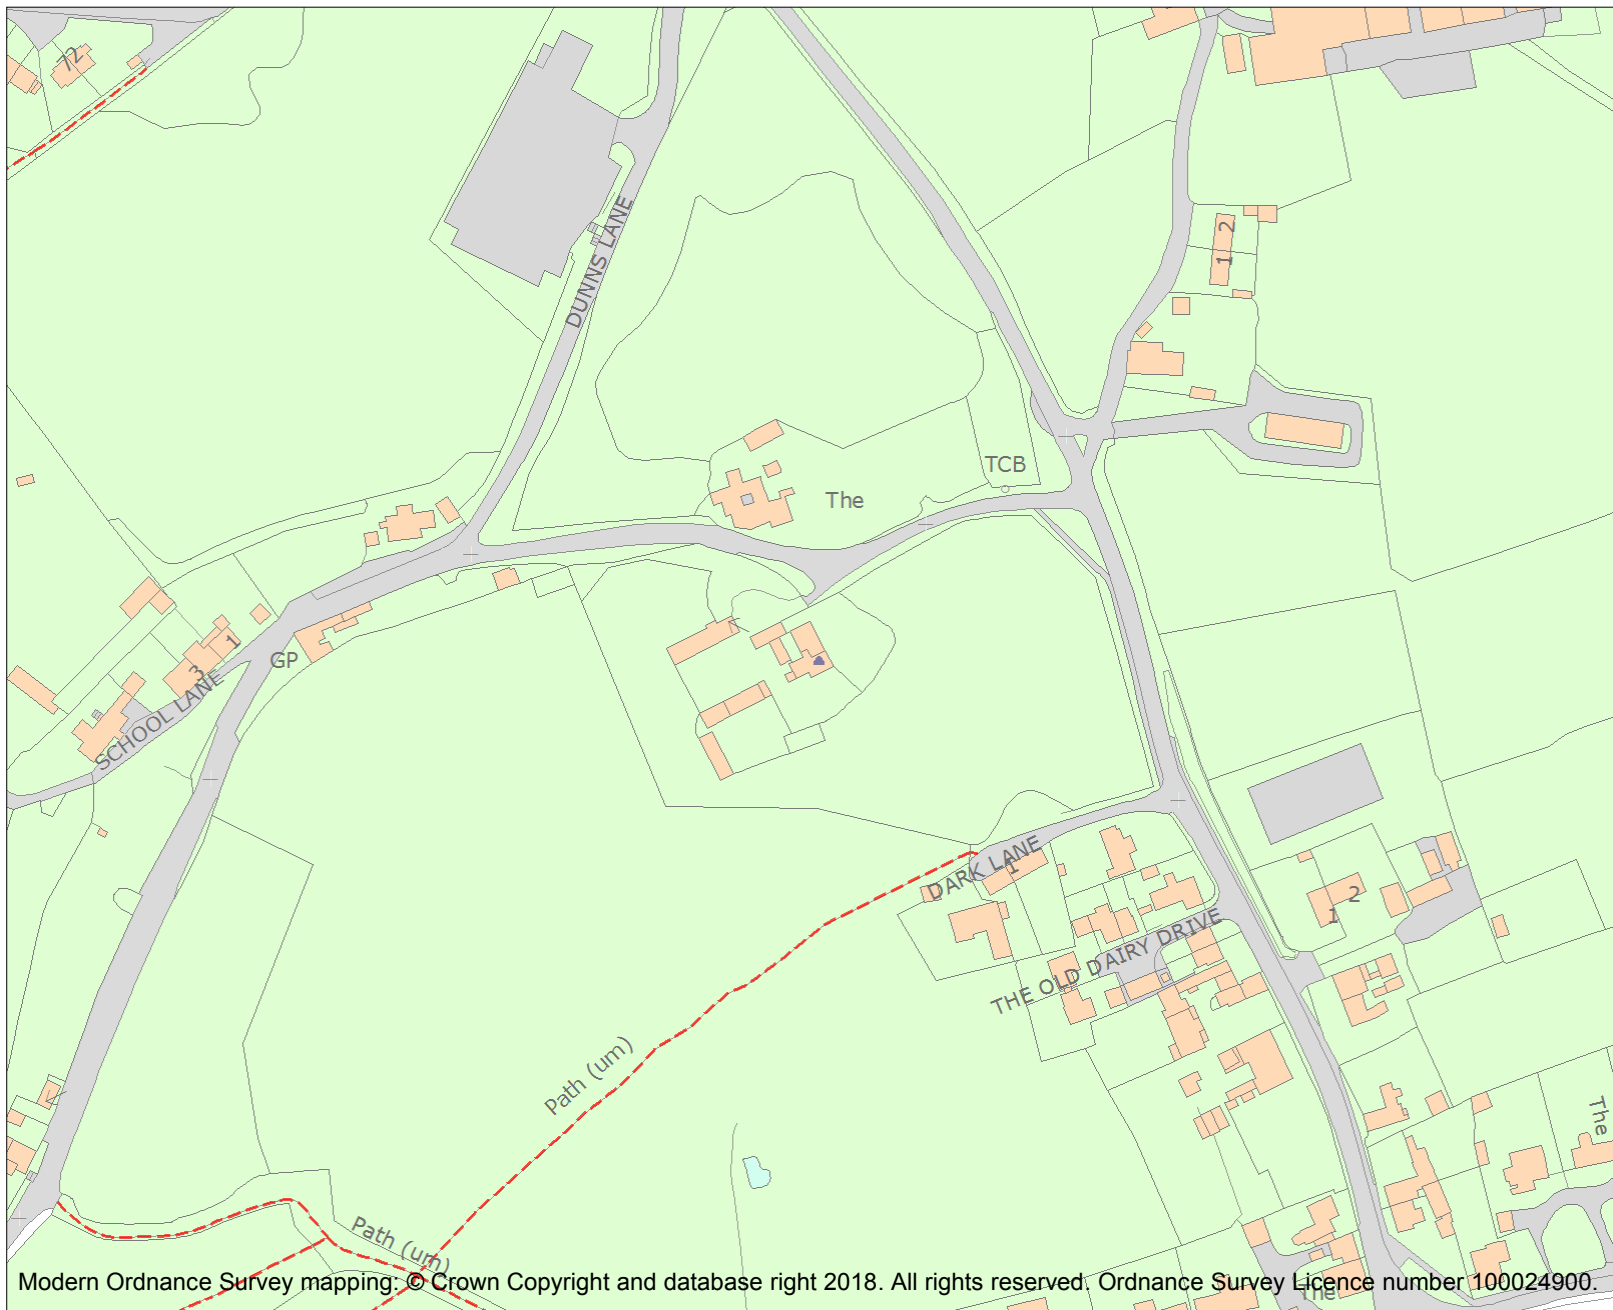 72
DUNNS LANE
2
1
TCB
The
1
3
GP
SCHOOL LANE
DARK LANE
1
2
1
THE OLD DAIRY DRIVE
Path (um)
The
Path (um)
The
Modern Ordnance Survey mapping: © Crown Copyright and database right 2018. All rights reserved. Ordnance Survey Licence number 100024900.